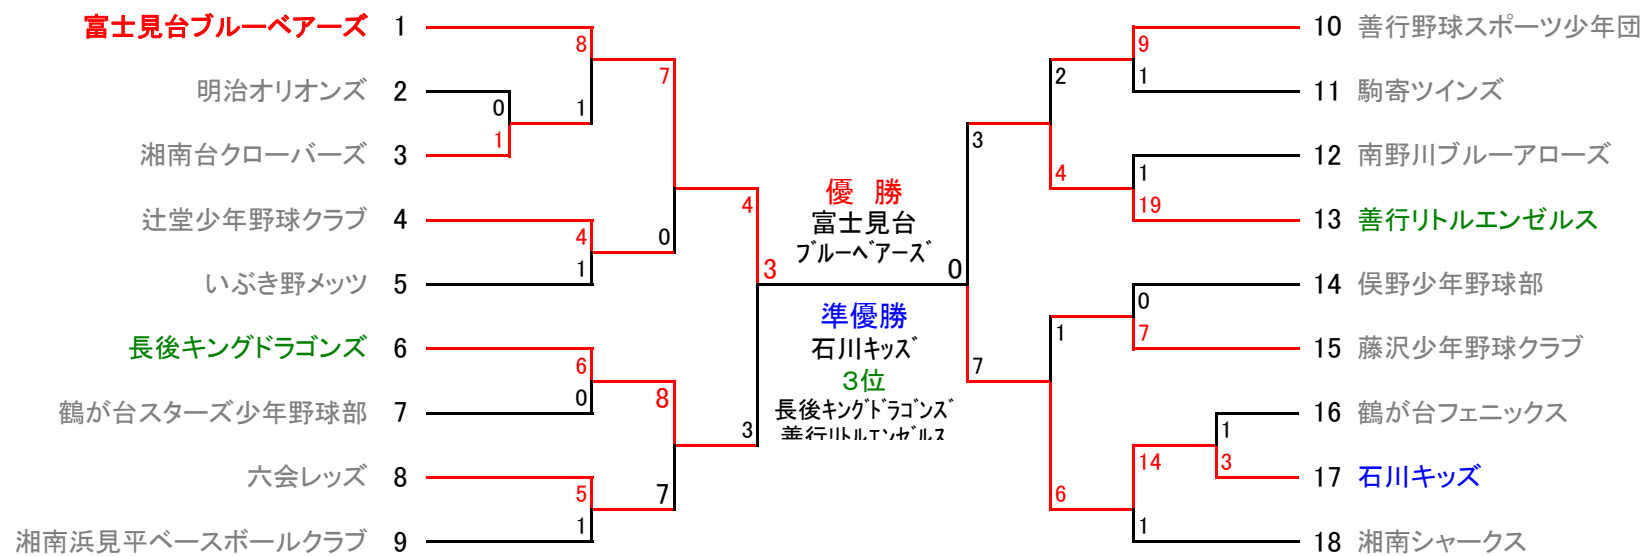 富士見台ブルーベアーズ 1
8
7
明治オリオンズ 2
0
1
湘南台クローバーズ 3
1
辻堂少年野球クラブ 4
4
4
0
いぶき野メッツ 5
1
3
長後キングドラゴンズ 6
6
8
鶴が台スターズ少年野球部 7
0
3
六会レッズ 8
5
7
湘南浜見平ベースボールクラブ 9
1
優 勝
富士見台
ブルーベアーズ
0
準優勝
石川キッズ
3位
長後キングドラゴンズ
善行リトルエンゼルス
10 善行野球スポーツ少年団
9
2
11 駒寄ツインズ
1
3
12 南野川ブルーアローズ
1
4
13 善行リトルエンゼルス
19
14 俣野少年野球部
0
1
15 藤沢少年野球クラブ
7
7
16 鶴が台フェニックス
1
14
17 石川キッズ
3
6
18 湘南シャークス
1